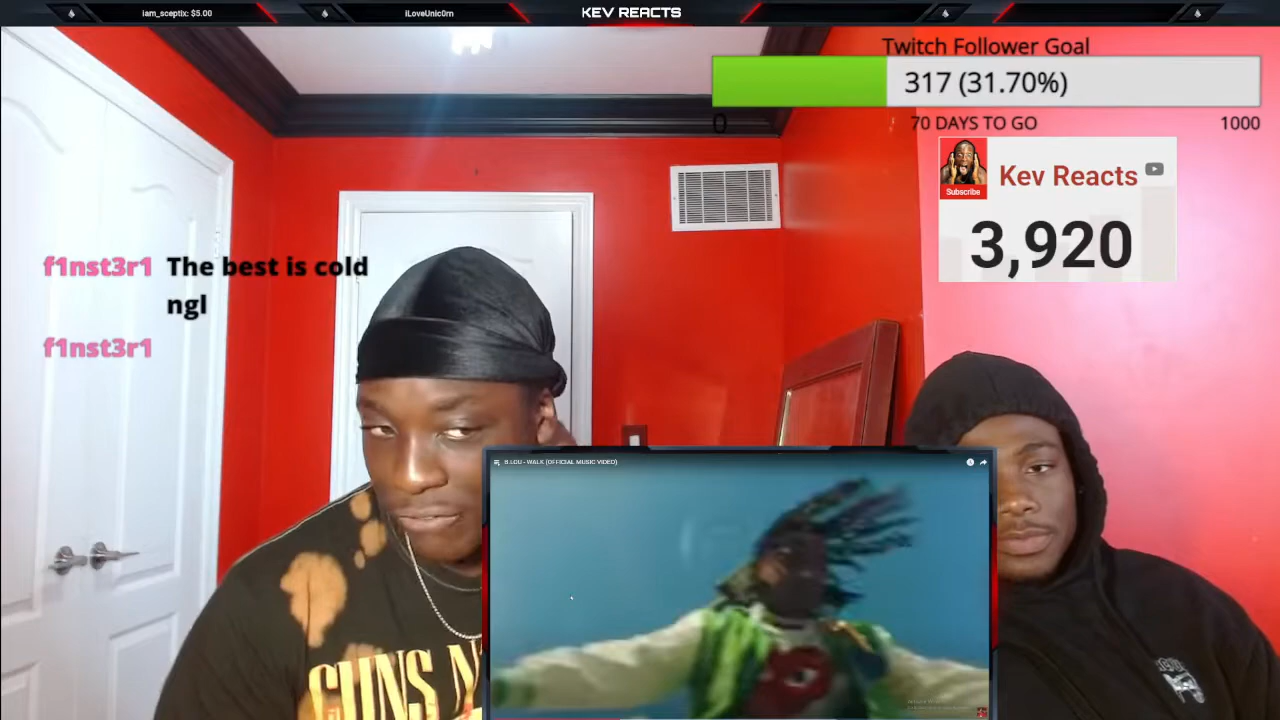 iam_sceptix: $5.00
iLoveUnic0rn
KEV REACTS
Twitch Follower Goal
317 (31.70%)
0
70 DAYS TO GO
1000
Kev Reacts
Subscribe
3,920
f1nst3r1 The best is cold
ngl
f1nst3r1
B.LOU - WALK (OFFICIAL MUSIC VIDEO)
GUNS N